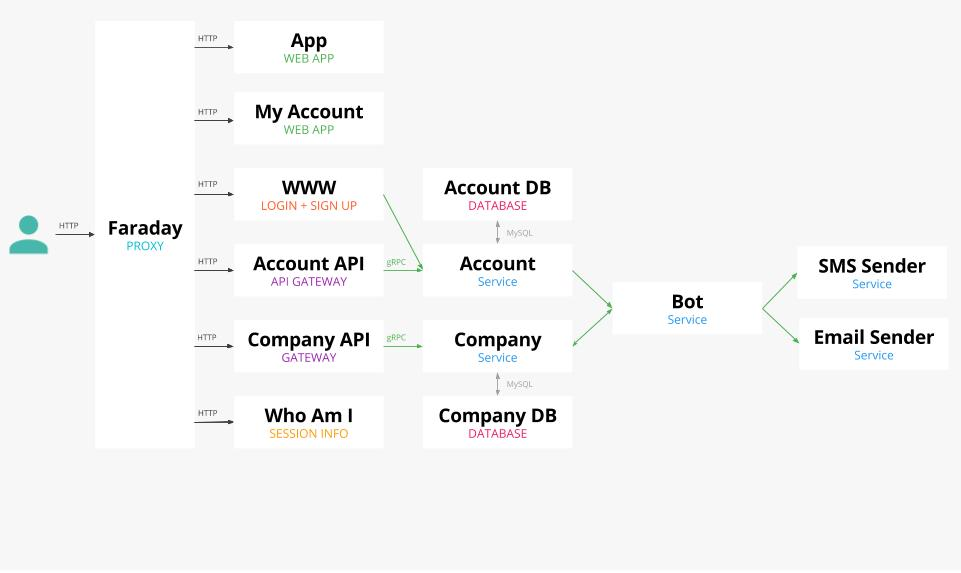 HTTP
App
WEB APP
HTTP
My Account
WEB APP
HTTP
WWW
LOGIN + SIGN UP
Account DB
DATABASE
HTTP
Faraday
PROXY
MySQL
HTTP
Account API
API GATEWAY
gRPC
Account
Service
SMS Sender
Service
Bot
Service
HTTP
Company API
GATEWAY
gRPC
Company
Service
Email Sender
Service
MySQL
HTTP
Who Am I
SESSION INFO
Company DB
DATABASE